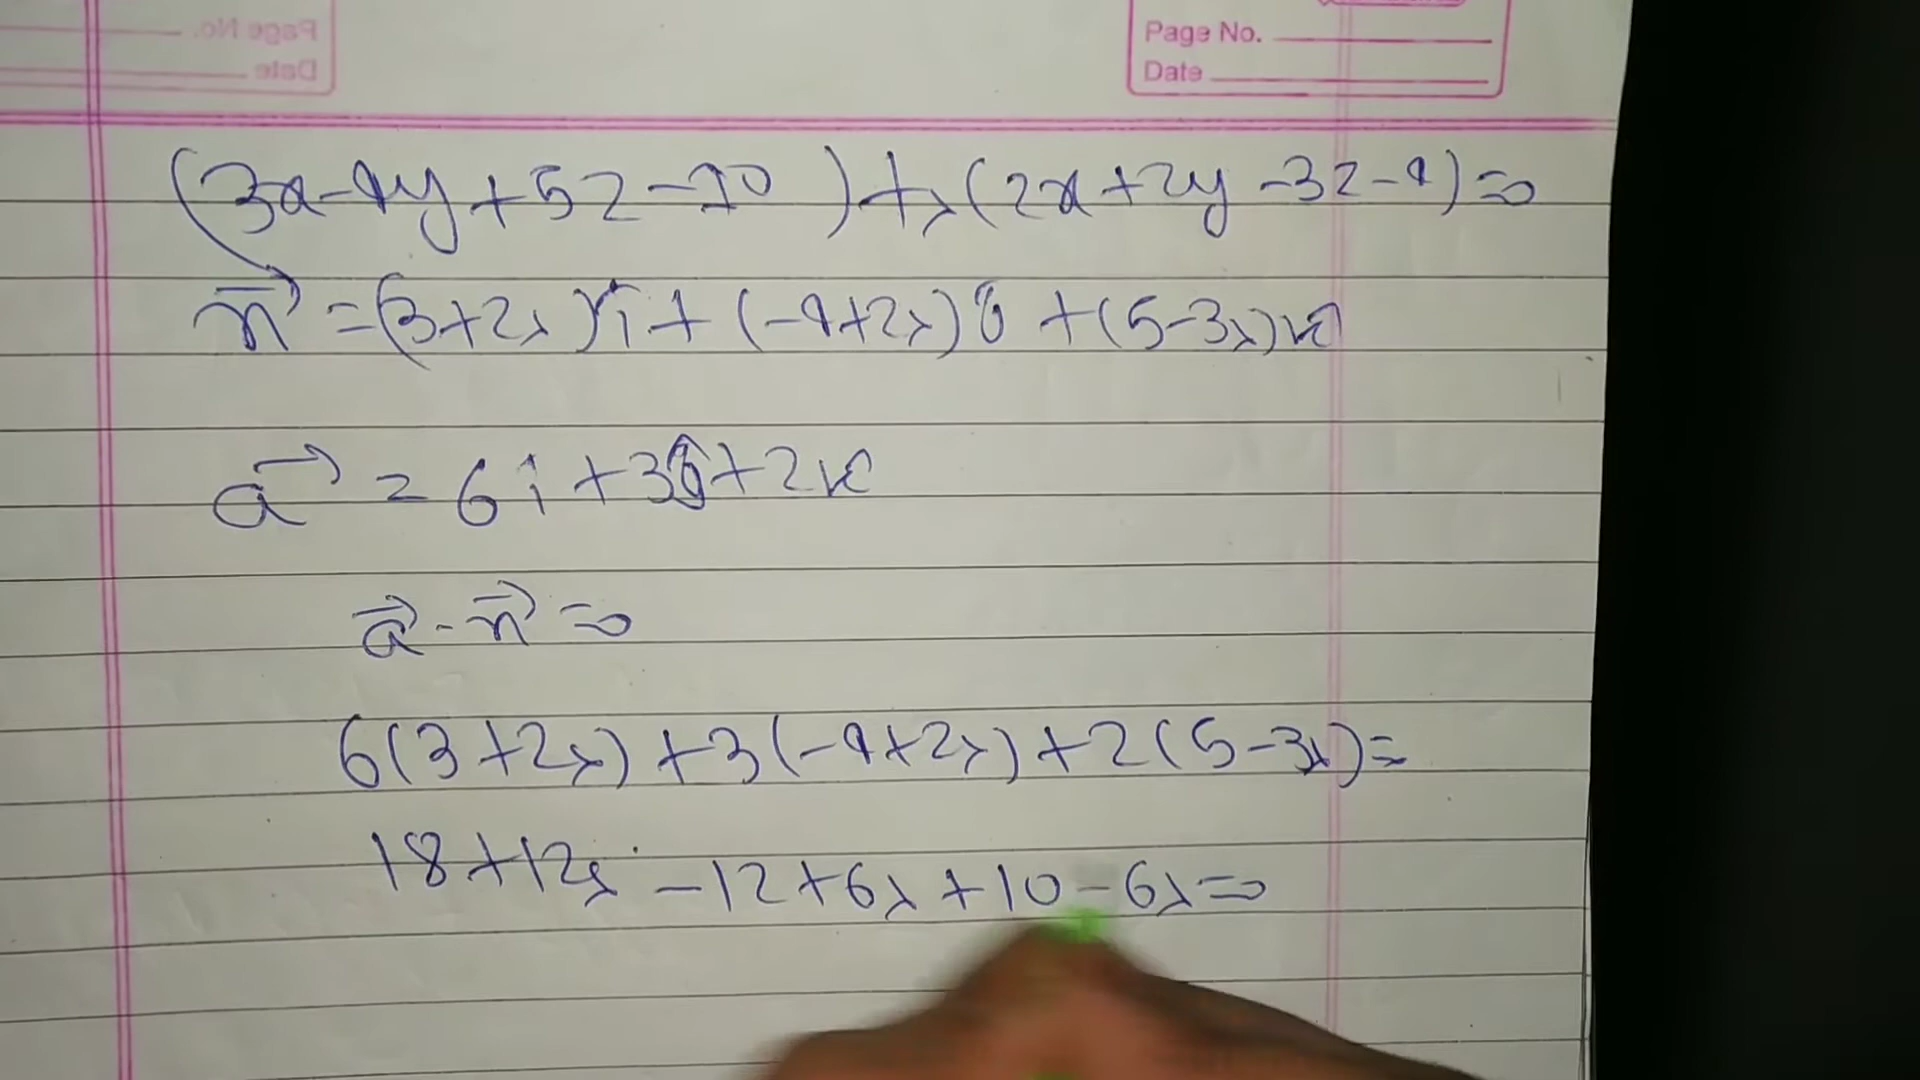 Page No.
Date
(3x-4y+5z-10)+λ(2x+2y-3z-4)=0
n⃗ =(3+2λ)î+(-4+2λ)ĵ+(5-3λ)k
a⃗ = 6î+3ĵ+2k
a⃗·n⃗=0
6(3+2λ)+3(-4+2λ)+2(5-3λ)=
18+12λ-12+6λ+10-6λ=0